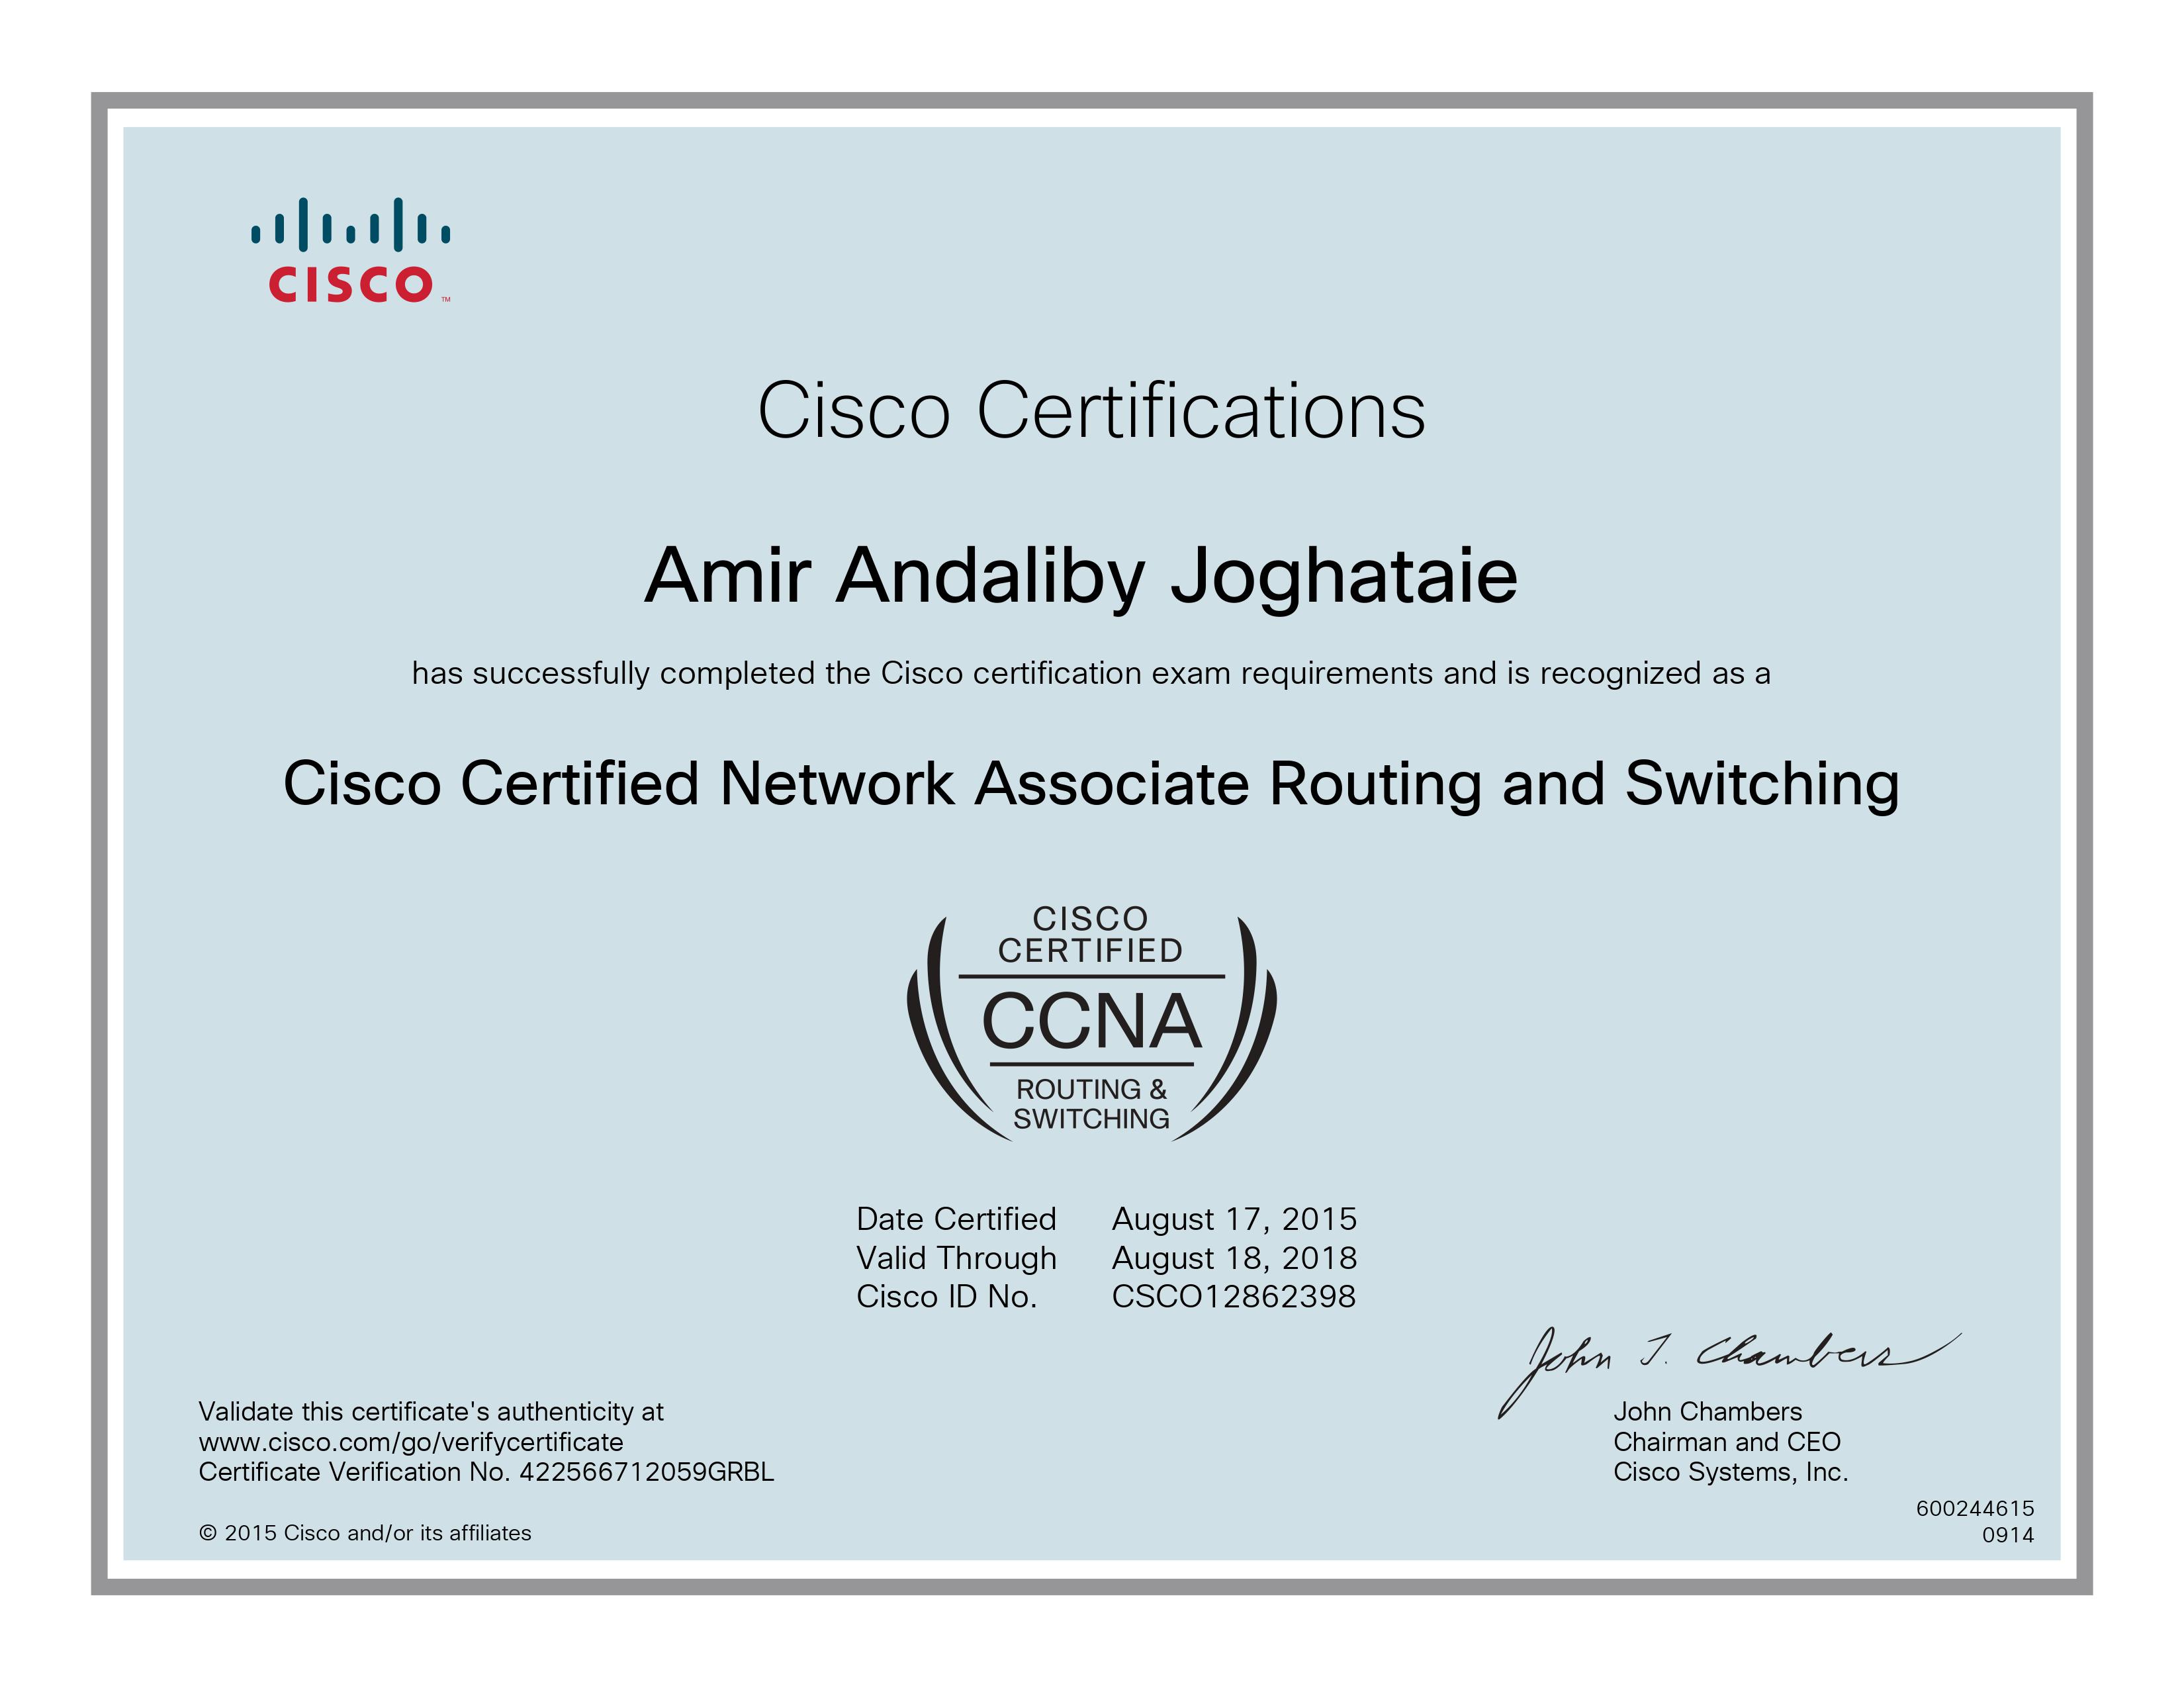 CISCO TM
Cisco Certifications
Amir Andaliby Joghataie
has successfully completed the Cisco certification exam requirements and is recognized as a
Cisco Certified Network Associate Routing and Switching
CISCO
CERTIFIED
CCNA
ROUTING &
SWITCHING
Date Certified August 17, 2015
Valid Through August 18, 2018
Cisco ID No. CSCO12862398
John T. Chambers
Validate this certificate's authenticity at
www.cisco.com/go/verifycertificate
Certificate Verification No. 422566712059GRBL
© 2015 Cisco and/or its affiliates
John Chambers
Chairman and CEO
Cisco Systems, Inc.
600244615
0914